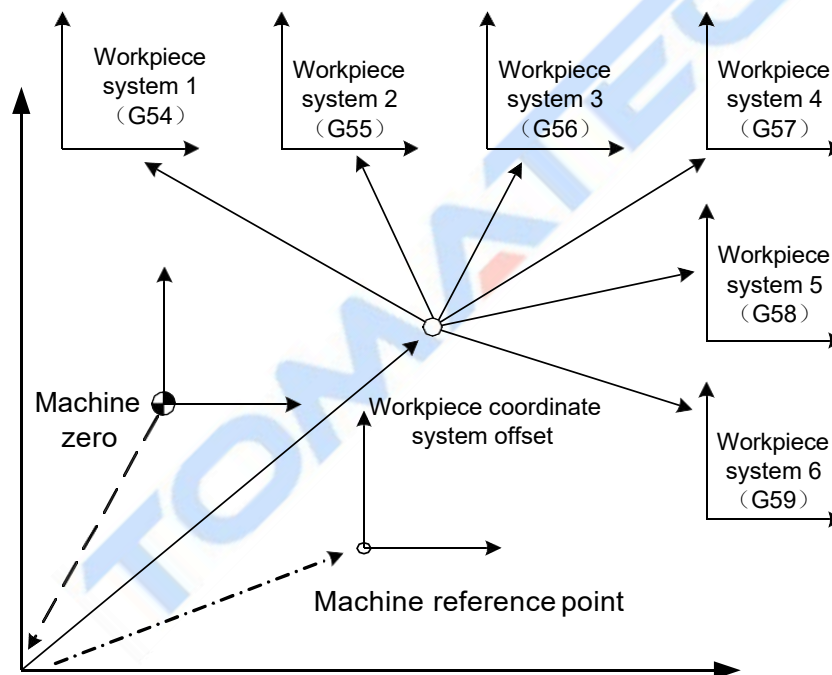 Workpiece
system 1
（G54）
Workpiece
system 2
（G55）
Workpiece
system 3
（G56）
Workpiece
system 4
（G57）
Workpiece
system 5
（G58）
Machine
zero
Workpiece coordinate
system offset
Workpiece
system 6
（G59）
Machine reference point
TOMATEC